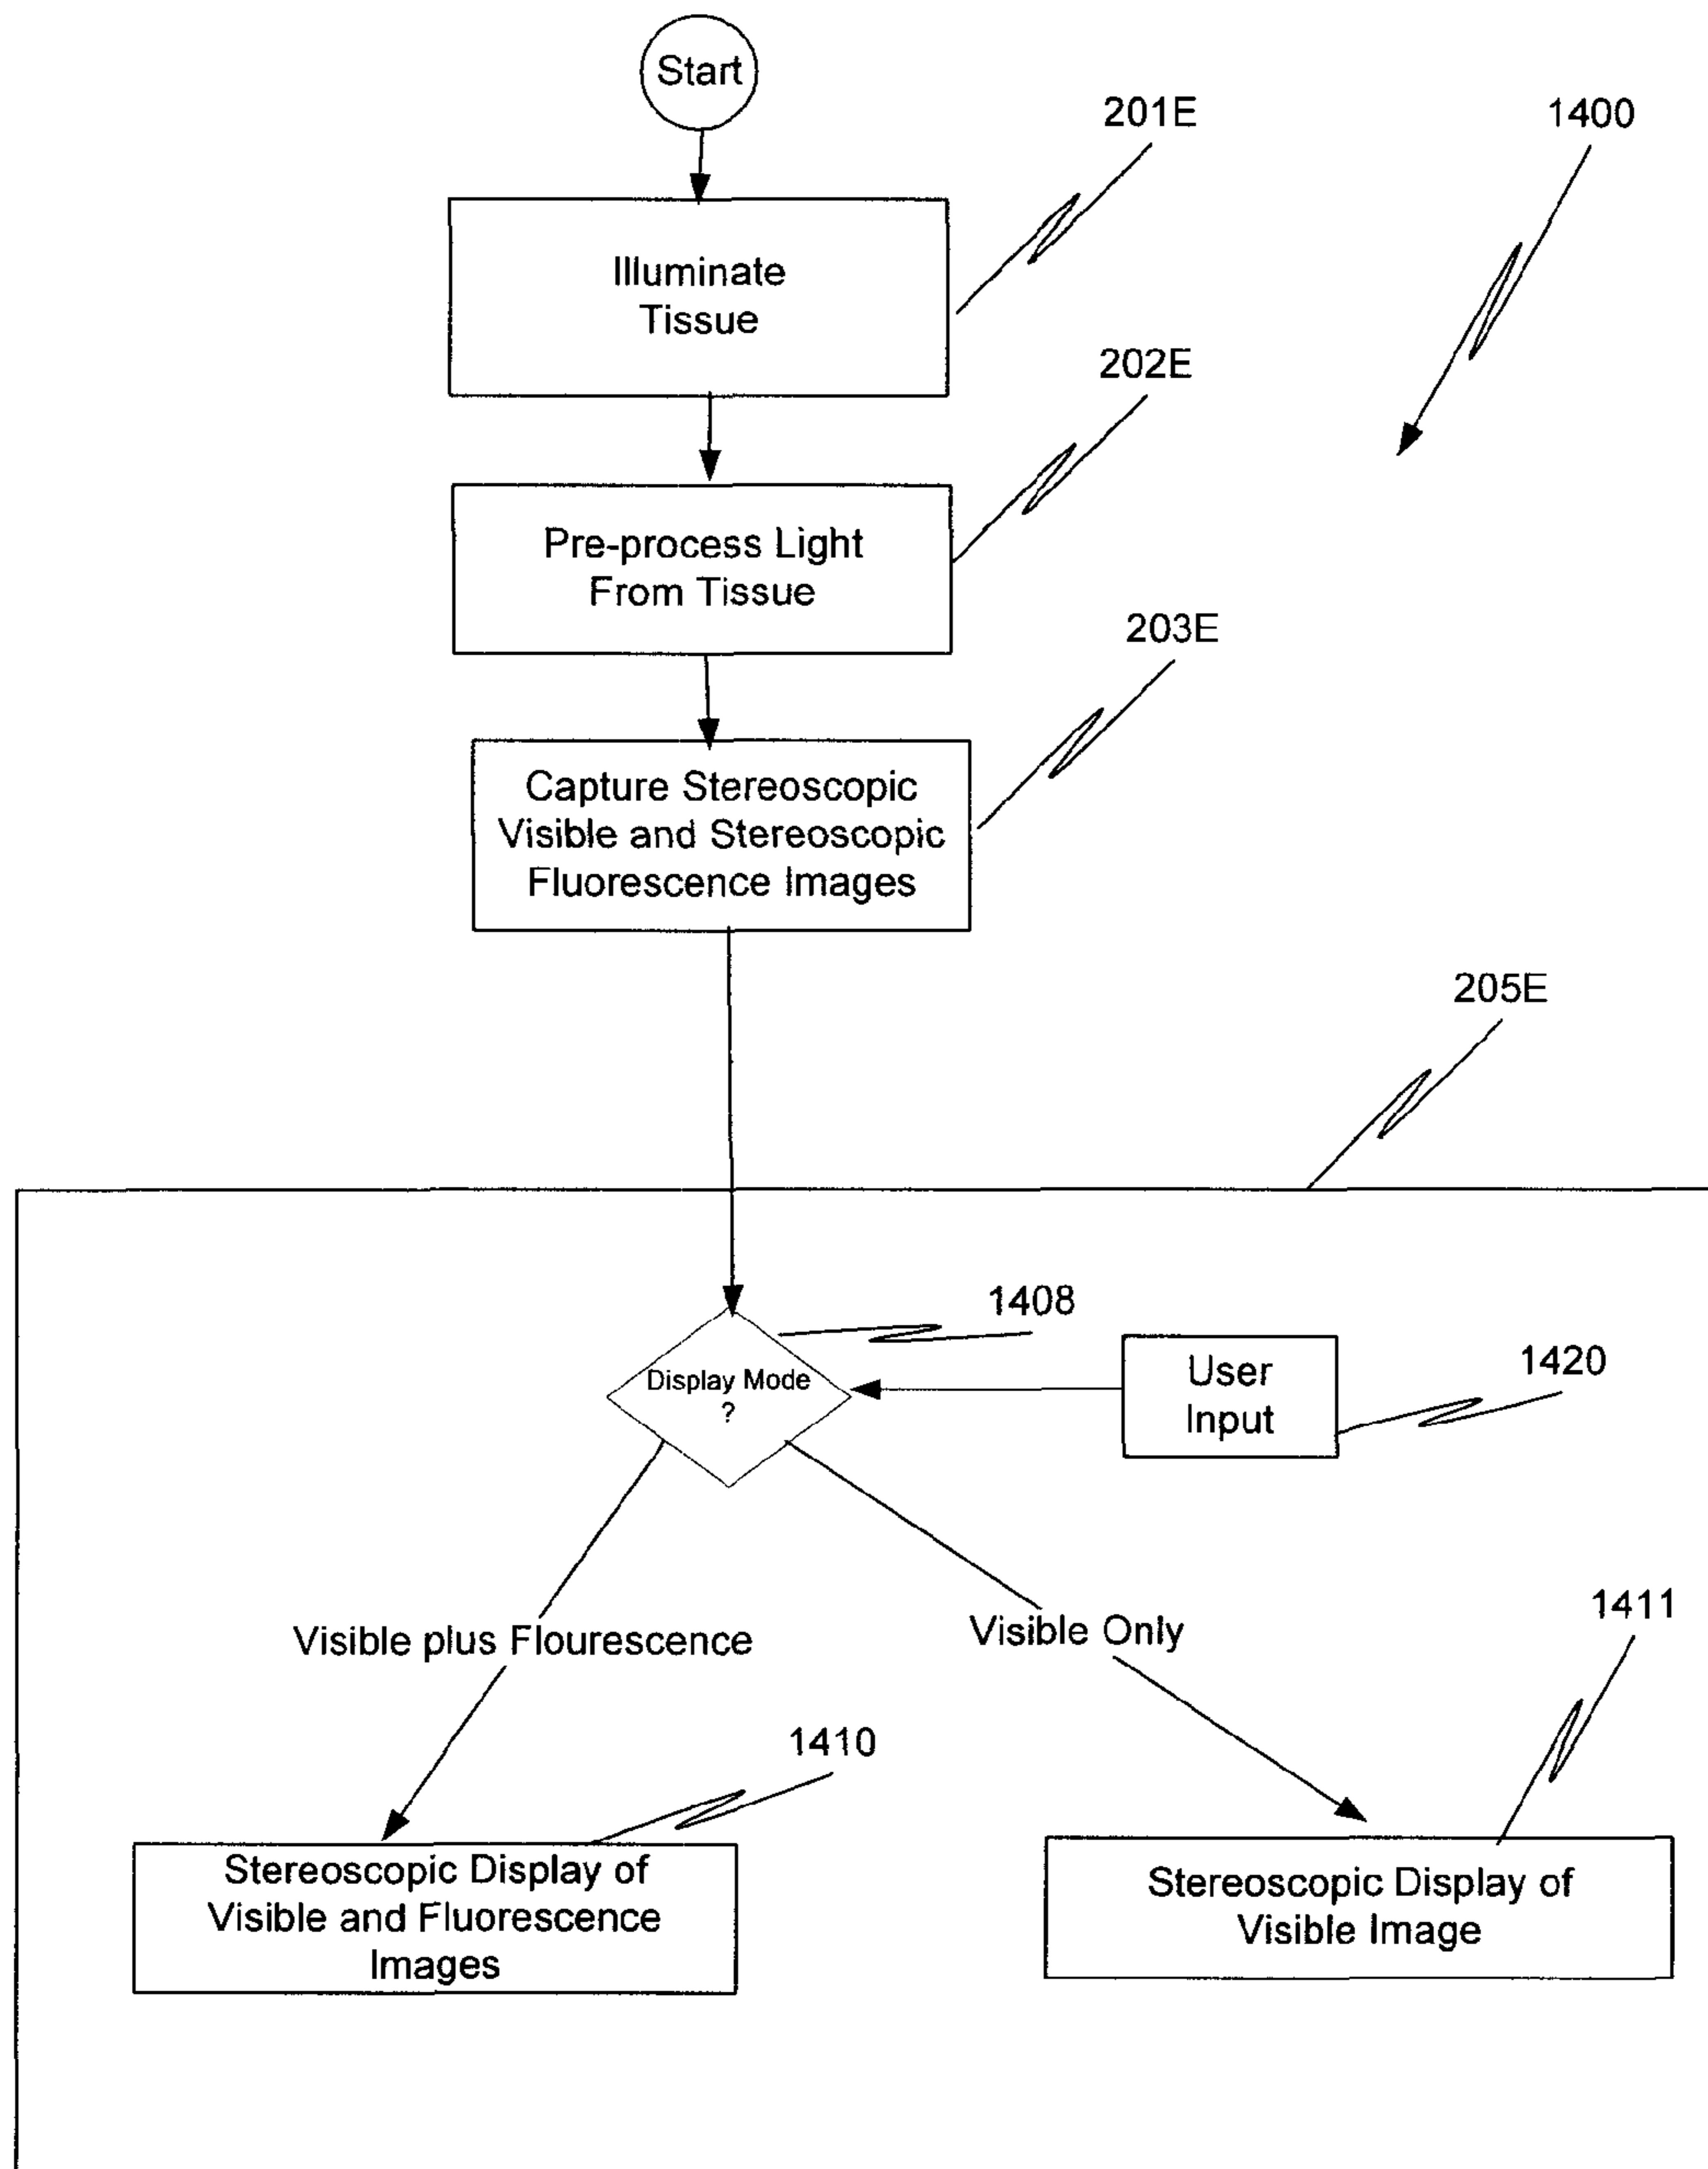 Start
201E
1400
Illuminate
Tissue
202E
Pre-process Light
From Tissue
203E
Capture Stereoscopic
Visible and Stereoscopic
Fluorescence Images
205E
1408
Display Mode
?
User
Input
1420
Visible plus Flourescence
Visible Only
1411
1410
Stereoscopic Display of
Visible and Fluorescence
Images
Stereoscopic Display of
Visible Image